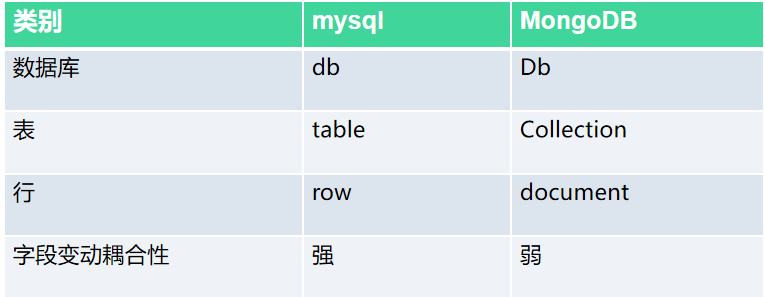 类别 mysql MongoDB
数据库 db Db
表 table Collection
行 row document
字段变动耦合性 强 弱